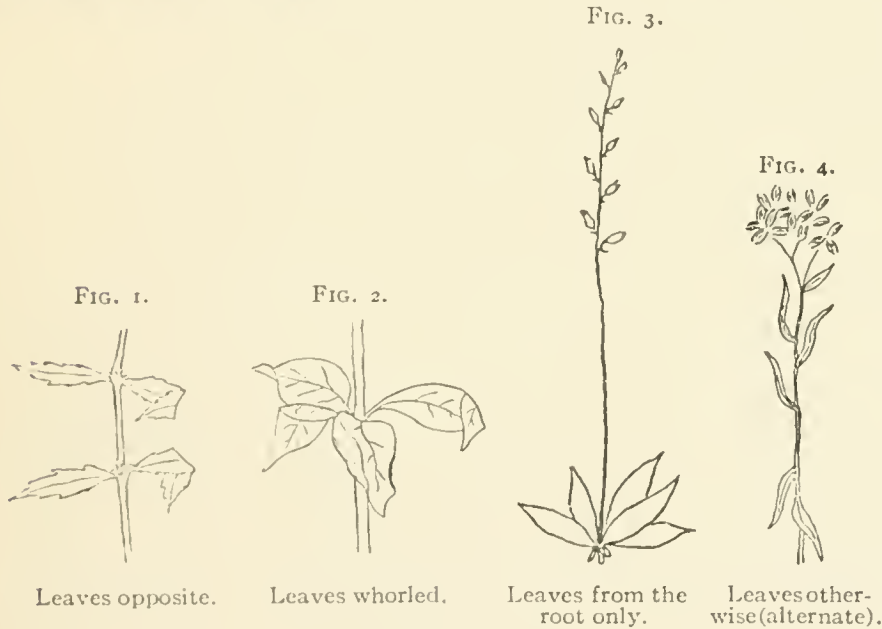 FIG. 3.
FIG. 4.
FIG. 1.
FIG. 2.
Leaves opposite.
Leaves whorled.
Leaves from the
root only.
Leaves other-
wise (alternate).